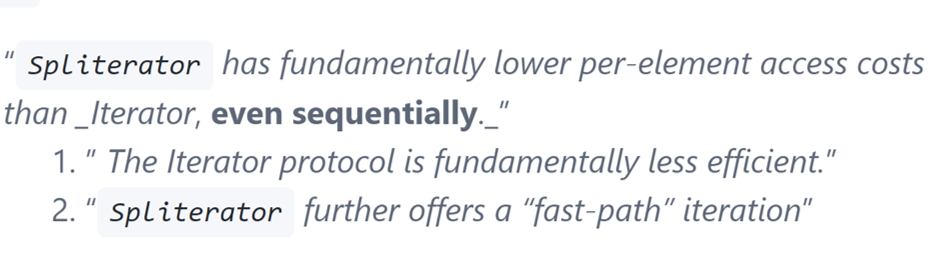 “ Spliterator has fundamentally lower per-element access costs
than _Iterator, even sequentially._”
1. ” The Iterator protocol is fundamentally less efficient.”
2. “ Spliterator further offers a “fast-path” iteration”